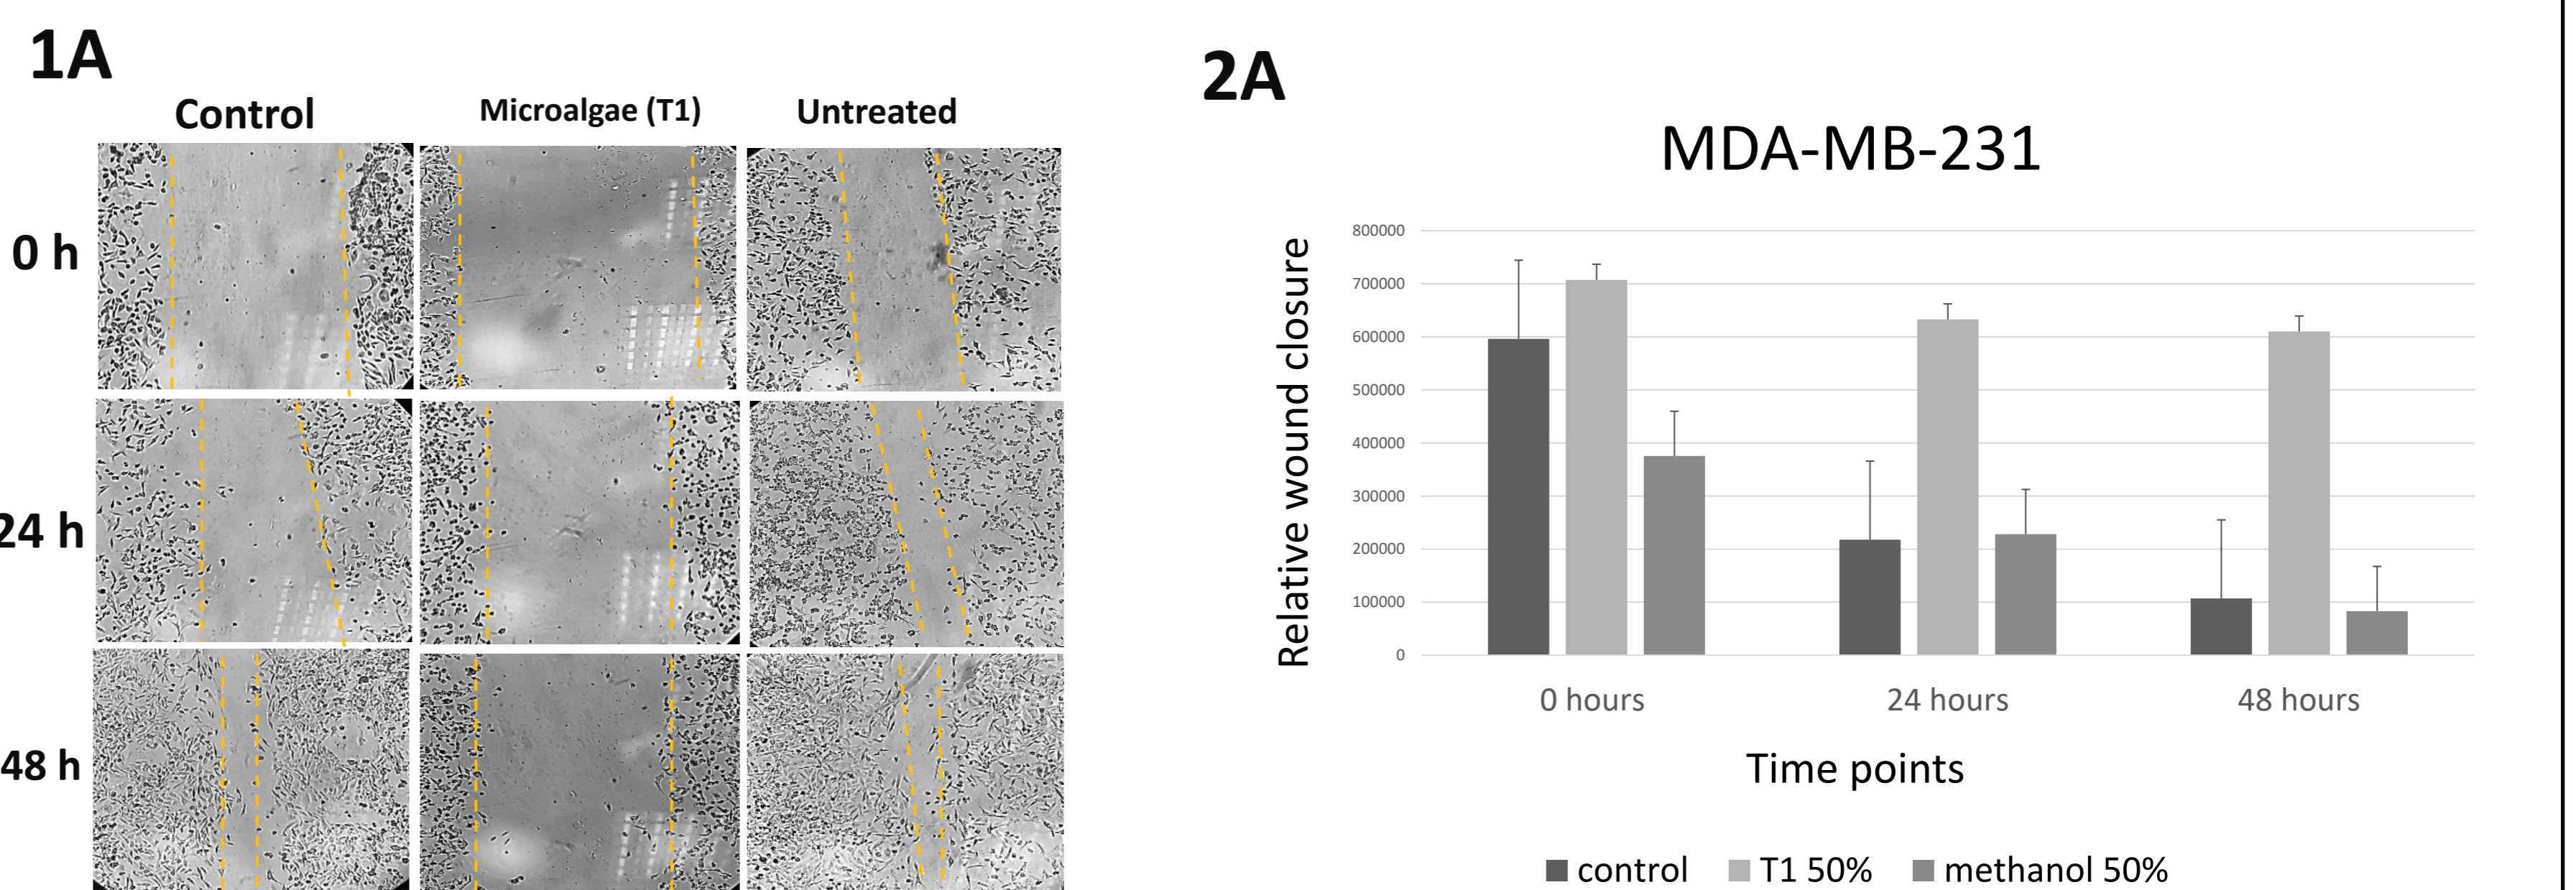 1A
Control
Microalgae (T1)
Untreated
0 h
24 h
48 h
2A
MDA-MB-231
Relative wound closure
800000
700000
600000
500000
400000
300000
200000
100000
0
0 hours
24 hours
48 hours
Time points
control
T1 50%
methanol 50%